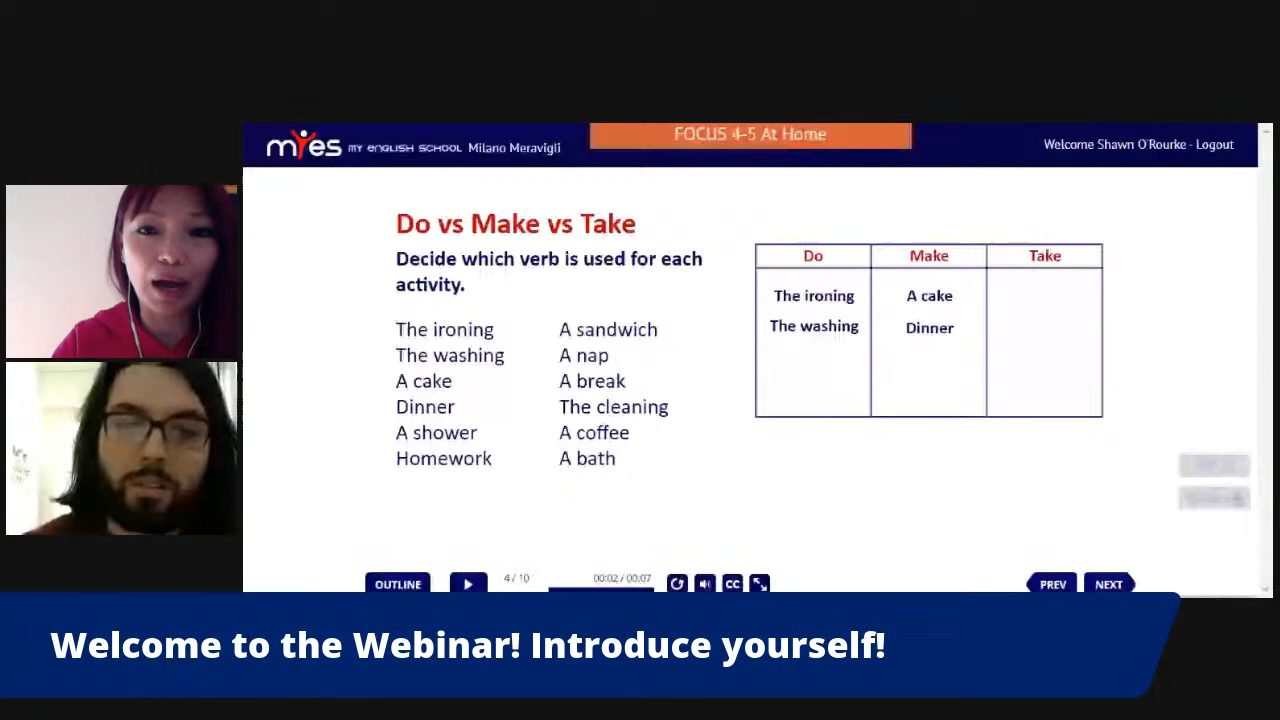 FOCUS 4-5 At Home
myes MY ENGLISH SCHOOL Milano Meravigli
Welcome Shawn O'Rourke - Logout
Do vs Make vs Take
Decide which verb is used for each
activity.
The ironing
The washing
A cake
Dinner
A shower
Homework
A sandwich
A nap
A break
The cleaning
A coffee
A bath
Do Make Take
The ironing A cake
The washing Dinner
OUTLINE 4 / 10 00:02 / 00:07 CC PREV NEXT
Welcome to the Webinar! Introduce yourself!